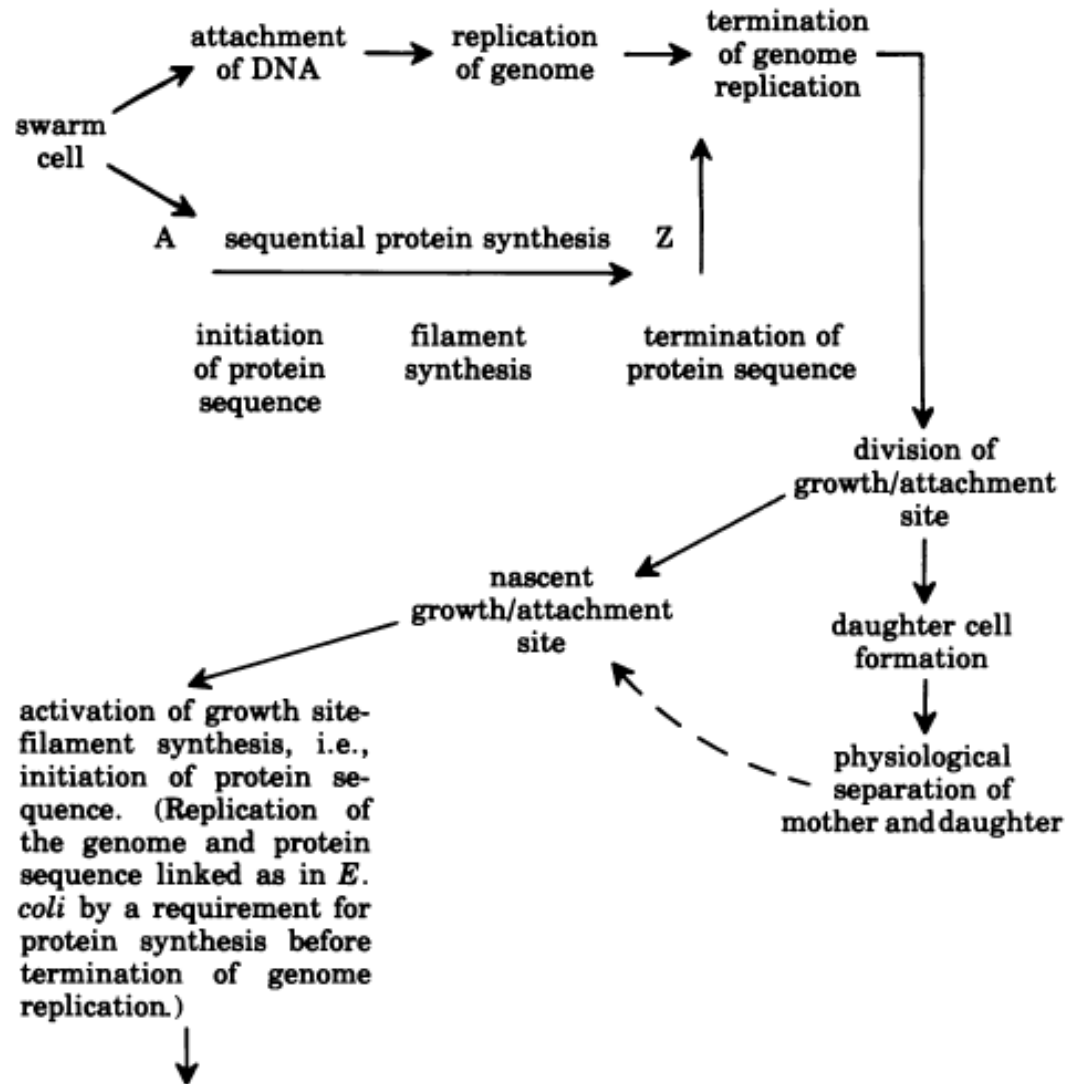 attachment
of DNA
replication
of genome
termination
of genome
replication
swarm
cell
A sequential protein synthesis Z
initiation
of protein
sequence
filament
synthesis
termination of
protein sequence
division of
growth/attachment
site
nascent
growth/attachment
site
daughter cell
formation
physiological
separation of
mother and daughter
activation of growth site-
filament synthesis, i.e.,
initiation of protein se-
quence. (Replication of
the genome and protein
sequence linked as in E.
coli by a requirement for
protein synthesis before
termination of genome
replication.)